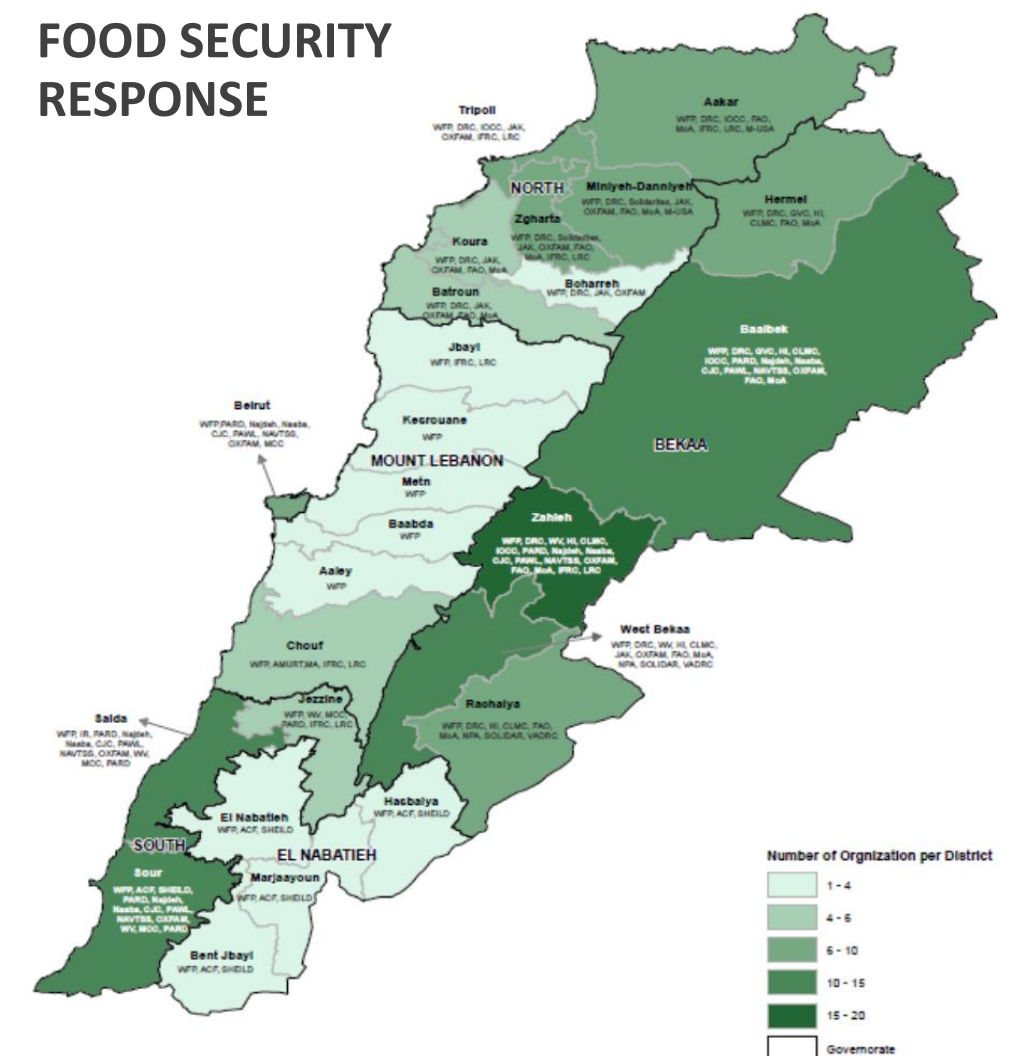 FOOD SECURITY
RESPONSE
Tripoli
WFP, DRC, IOCC, JAK,
OXFAM, IFRC, LRC
Aakar
WFP, DRC, IOCC, FAO,
MoA, IFRC, LRC, M-USA
NORTH
Miniyeh-Danniyeh
WFP, DRC, Solidarites, JAK,
OXFAM, FAO, MoA, M-USA
Hermel
WFP, DRC, GVC, HI,
CLMC, FAO, MoA
Zgharta
WFP, DRC, Solidarites,
JAK, OXFAM, FAO,
MoA, IFRC, LRC
Koura
WFP, DRC, JAK,
OXFAM, FAO, MoA
Boharreh
WFP, DRC, JAK, OXFAM
Batroun
WFP, DRC, JAK,
OXFAM, FAO, MoA
Baalbek
WFP, DRC, GVC, HI, CLMC,
IOCC, PARD, Najdeh, Naaba,
CJC, PAWL, NAVTSS, OXFAM,
FAO, MoA
Jbayl
WFP, IFRC, LRC
Beirut
WFP,PARD, Najdeh, Naaba,
CJC, PAWL, NAVTSS,
OXFAM, MCC
Kesrouane
WFP
BEKAA
MOUNT LEBANON
Metn
WFP
Baabda
WFP
Zahleh
WFP, DRC, WV, HI, CLMC,
IOCC, PARD, Najdeh, Naaba,
CJC, PAWL, NAVTSS, OXFAM,
FAO, MoA, IFRC, LRC
Aaley
WFP
West Bekaa
WFP, DRC, WV, HI, CLMC,
JAK, OXFAM, FAO, MoA,
NPA, SOLIDAR, VADRC
Chouf
WFP, AMURT,MA, IFRC, LRC
Jezzine
WFP, WV, MCC,
PARD, IFRC, LRC
Rachaiya
WFP, DRC, HI, CLMC, FAO,
MoA, NPA, SOLIDAR, VADRC
Saida
WFP, IR, PARD, Najdeh,
Naaba, CJC, PAWL,
NAVTSS, OXFAM, WV,
MCC, PARD
Hasbaiya
WFP, ACF, SHEILD
El Nabatieh
WFP, ACF, SHEILD
SOUTH
EL NABATIEH
Sour
WFP, ACF, SHEILD,
PARD, Najdeh,
Naaba, CJC, PAWL,
NAVTSS, OXFAM,
WV, MCC, PARD
Marjaayoun
WFP, ACF, SHEILD
Bent Jbayl
WFP, ACF, SHEILD
Number of Orgnization per District
1 - 4
4 - 6
6 - 10
10 - 15
15 - 20
Governorate